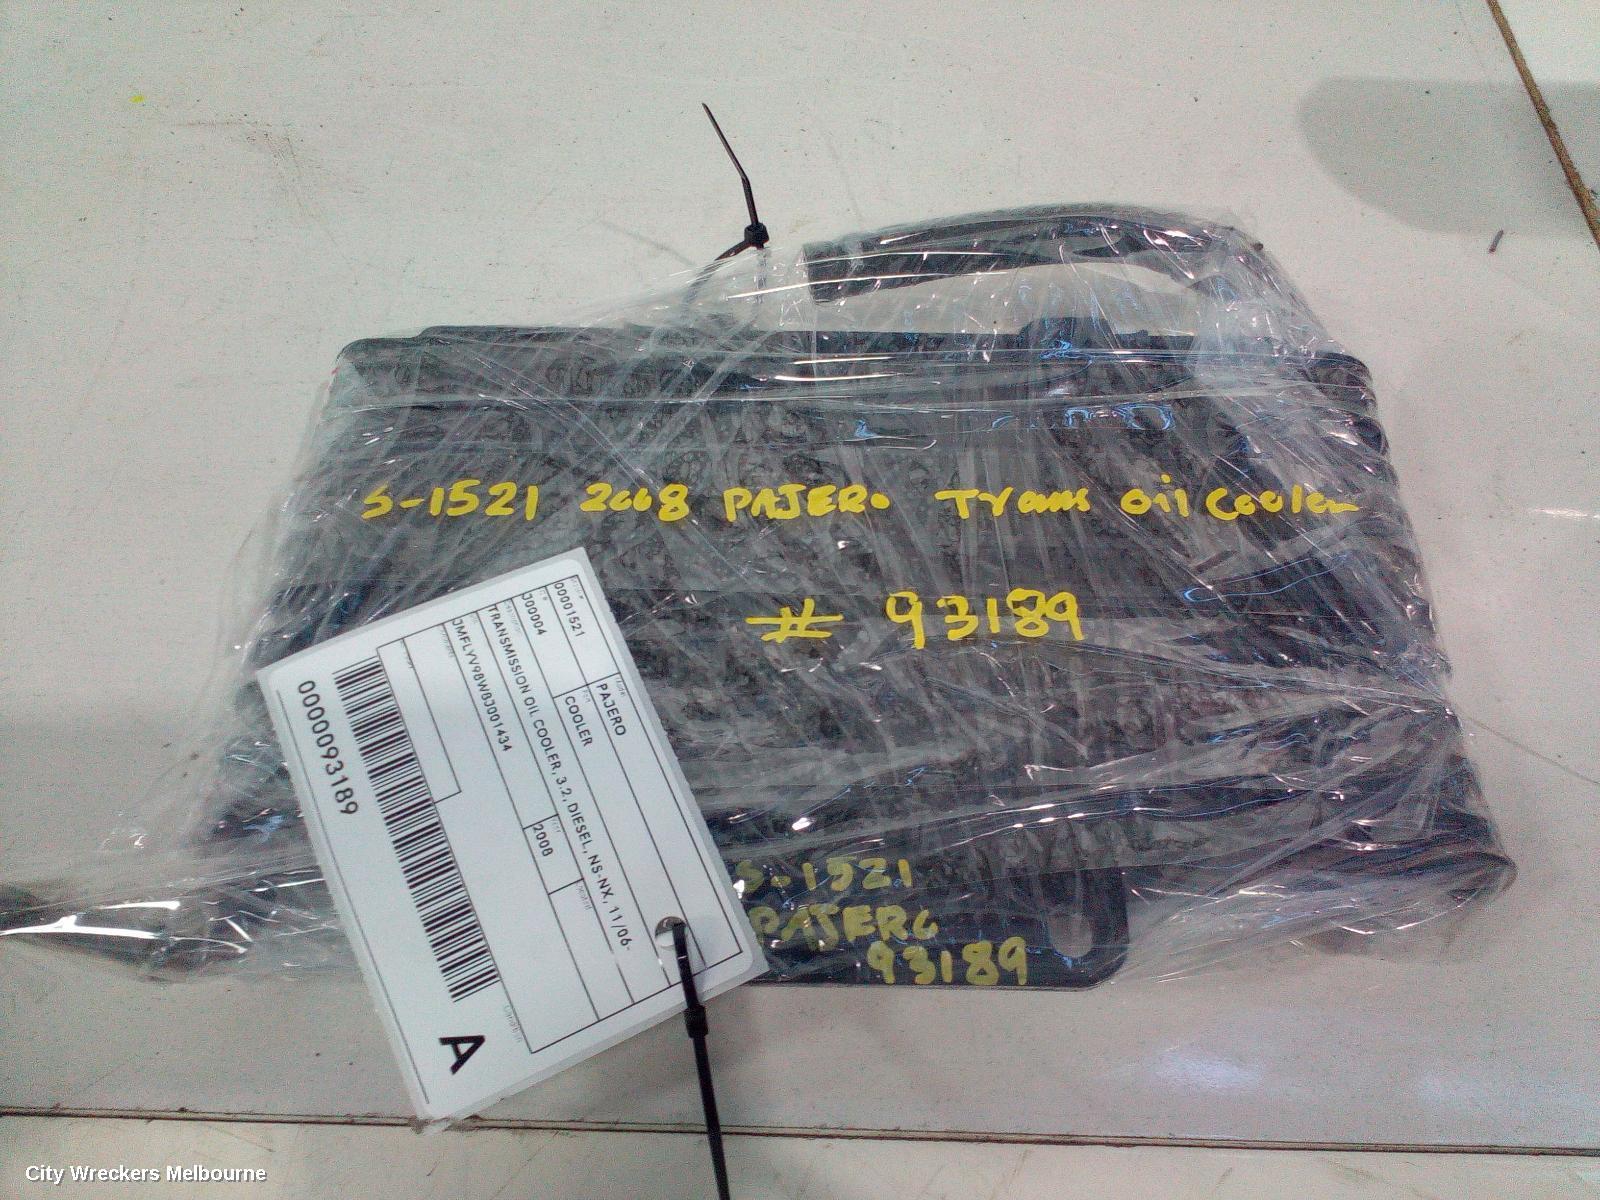 S-1521 2008 PAJERO Trans oil cooler
# 93189
S-1521
PAJERO
93189
00001521
PAJERO
300004
COOLER
TRANSMISSION OIL COOLER, 3.2, DIESEL, NS-NX, 11/06-
JMFLYV98W8J001434
2008
0000093189
A
City Wreckers Melbourne